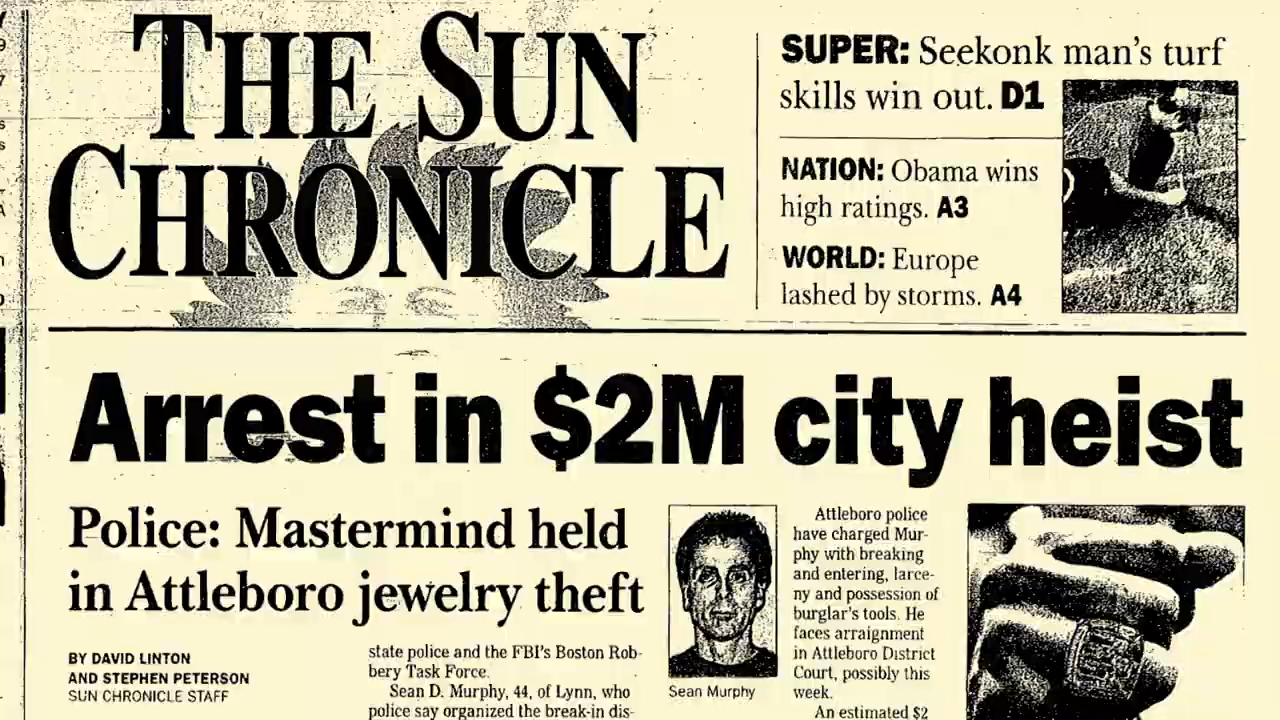 THE SUN
CHRONICLE
SUPER: Seekonk man's turf
skills win out. D1
NATION: Obama wins
high ratings. A3
WORLD: Europe
lashed by storms. A4
Arrest in $2M city heist
Police: Mastermind held
in Attleboro jewelry theft
BY DAVID LINTON
AND STEPHEN PETERSON
SUN CHRONICLE STAFF
state police and the FBI's Boston Rob-
bery Task Force.
Sean D. Murphy, 44, of Lynn, who
police say organized the break-in dis-
Sean Murphy
Attleboro police
have charged Mur-
phy with breaking
and entering, larce-
ny and possession of
burglar's tools. He
faces arraignment
in Attleboro District
Court, possibly this
week.
An estimated $2